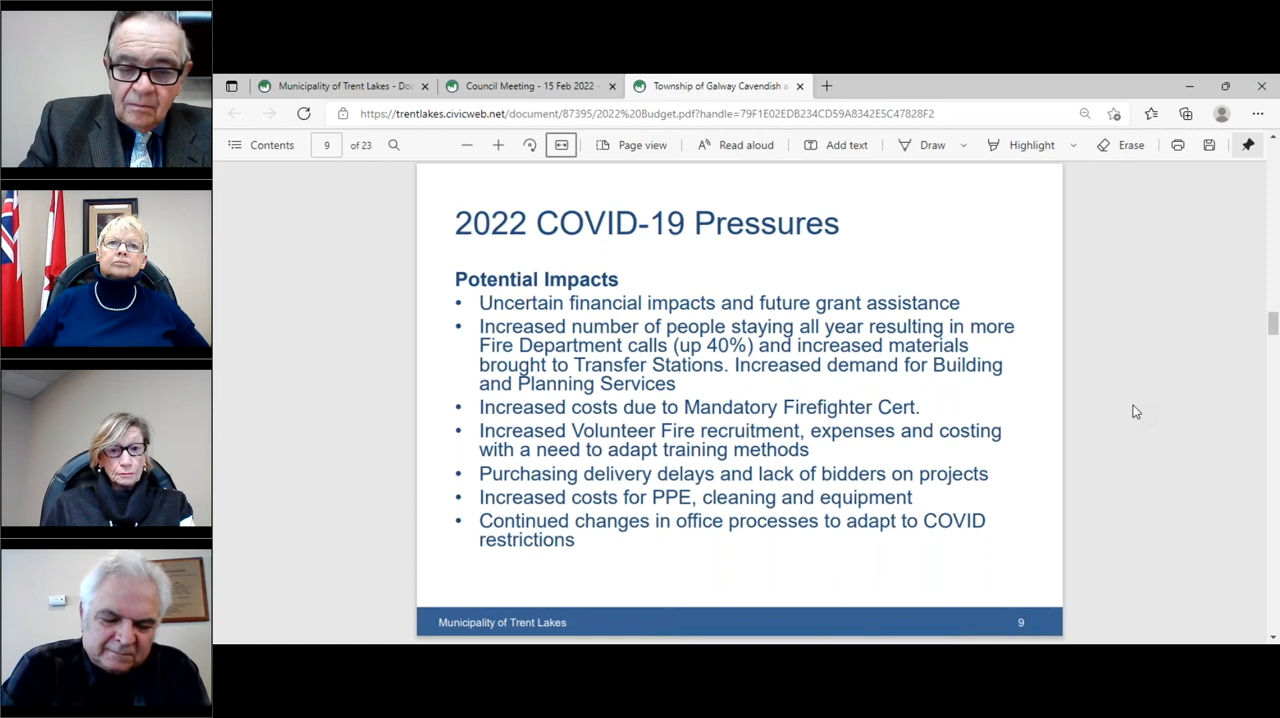 Municipality of Trent Lakes - Do
Council Meeting - 15 Feb 2022 -
Township of Galway Cavendish a
https://trentlakes.civicweb.net/document/87395/2022%20Budget.pdf?handle=79F1E02EDB234CD59A8342E5C47828F2
Contents 9 of 23 Page view Read aloud Add text Draw Highlight Erase
2022 COVID-19 Pressures
Potential Impacts
• Uncertain financial impacts and future grant assistance
• Increased number of people staying all year resulting in more
Fire Department calls (up 40%) and increased materials
brought to Transfer Stations. Increased demand for Building
and Planning Services
• Increased costs due to Mandatory Firefighter Cert.
• Increased Volunteer Fire recruitment, expenses and costing
with a need to adapt training methods
• Purchasing delivery delays and lack of bidders on projects
• Increased costs for PPE, cleaning and equipment
• Continued changes in office processes to adapt to COVID
restrictions
Municipality of Trent Lakes 9